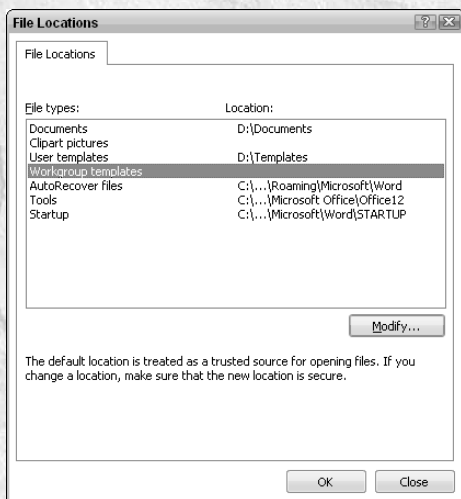 File Locations
File Locations
File types: Location:
Documents D:\Documents
Clipart pictures
User templates D:\Templates
Workgroup templates
AutoRecover files C:\...\Roaming\Microsoft\Word
Tools C:\...\Microsoft Office\Office12
Startup C:\...\Microsoft\Word\STARTUP
Modify...
The default location is treated as a trusted source for opening files. If you
change a location, make sure that the new location is secure.
OK Close